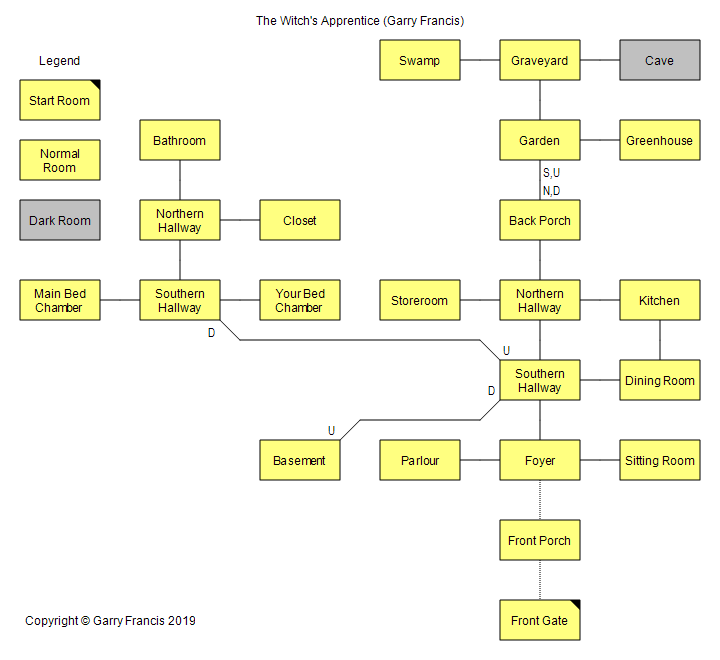 The Witch's Apprentice (Garry Francis)
Legend
Start Room
Normal
Room
Dark Room
Swamp
Graveyard
Cave
Bathroom
Garden
Greenhouse
S,U
N,D
Northern
Hallway
Closet
Back Porch
Main Bed
Chamber
Southern
Hallway
Your Bed
Chamber
Storeroom
Northern
Hallway
Kitchen
D
U
Southern
Hallway
Dining Room
D
U
Basement
Parlour
Foyer
Sitting Room
Front Porch
Front Gate
Copyright © Garry Francis 2019